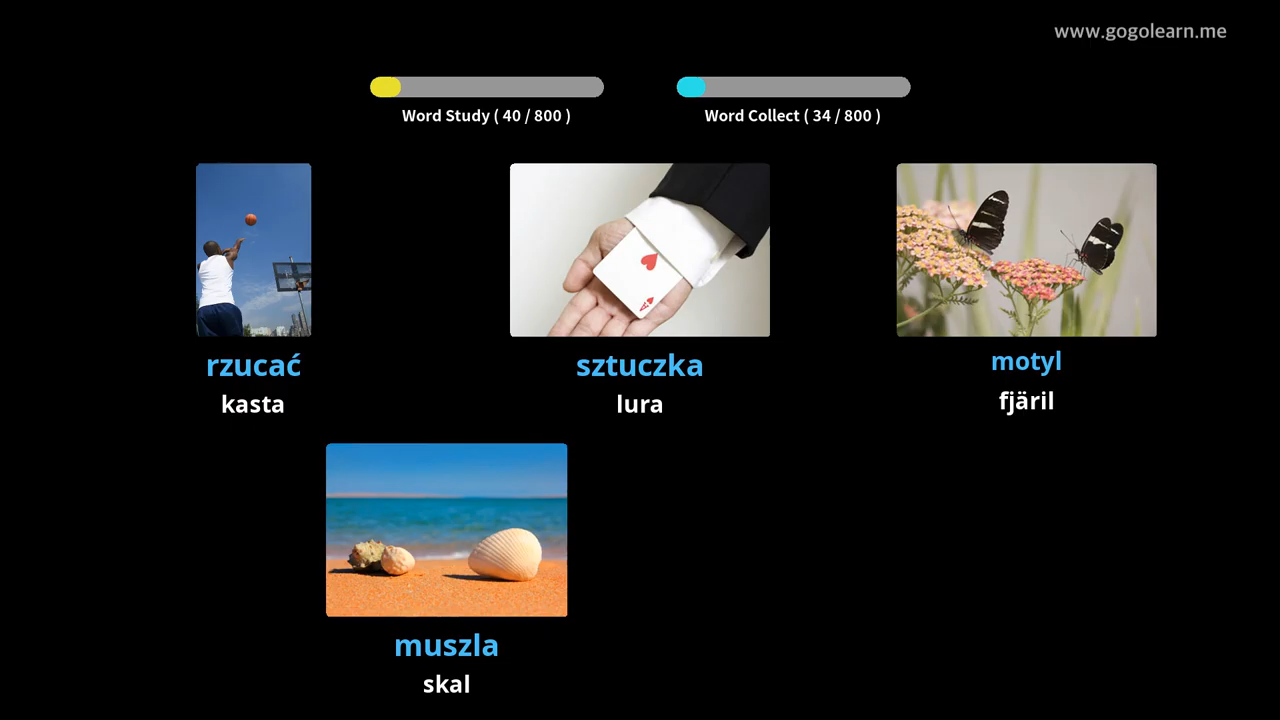 www.gogolearn.me
Word Study ( 40 / 800 )
Word Collect ( 34 / 800 )
rzucać
kasta
sztuczka
lura
motyl
fjäril
muszla
skal